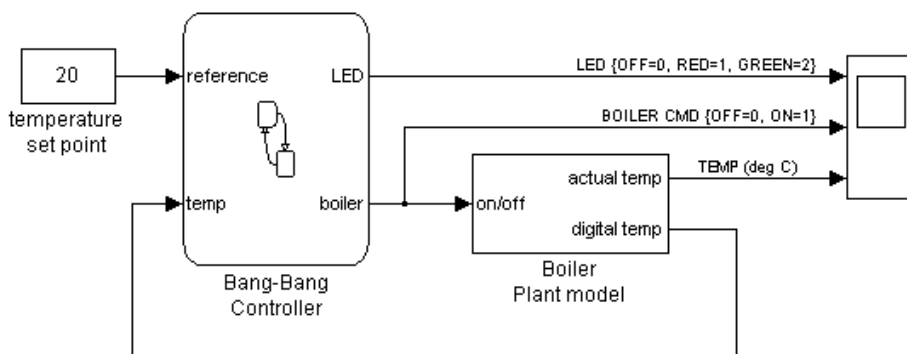 20
temperature
set point
reference
LED
temp
boiler
Bang-Bang
Controller
LED {OFF=0, RED=1, GREEN=2}
BOILER CMD {OFF=0, ON=1}
TEMP (deg C)
on/off
actual temp
digital temp
Boiler
Plant model